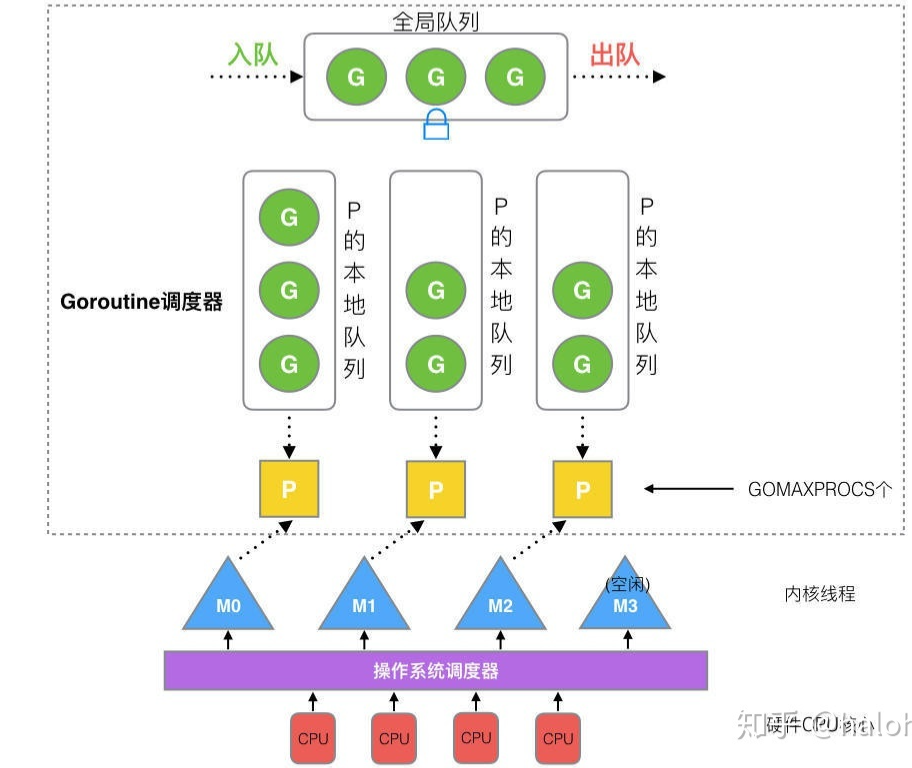 全局队列
入队
出队
G G G
G
G G G
G G G
P的本地队列
P的本地队列
P的本地队列
Goroutine调度器
P P P
GOMAXPROCS个
(空闲)
M0 M1 M2 M3
内核线程
操作系统调度器
CPU CPU CPU CPU
硬件CPU核心
知乎 @haloh